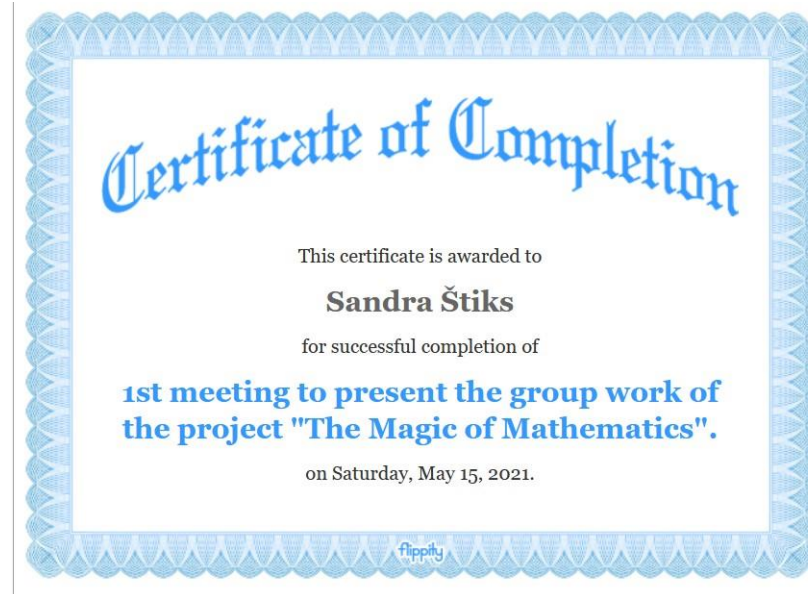 Certificate of Completion
This certificate is awarded to
Sandra Štiks
for successful completion of
1st meeting to present the group work of
the project "The Magic of Mathematics".
on Saturday, May 15, 2021.
flippity